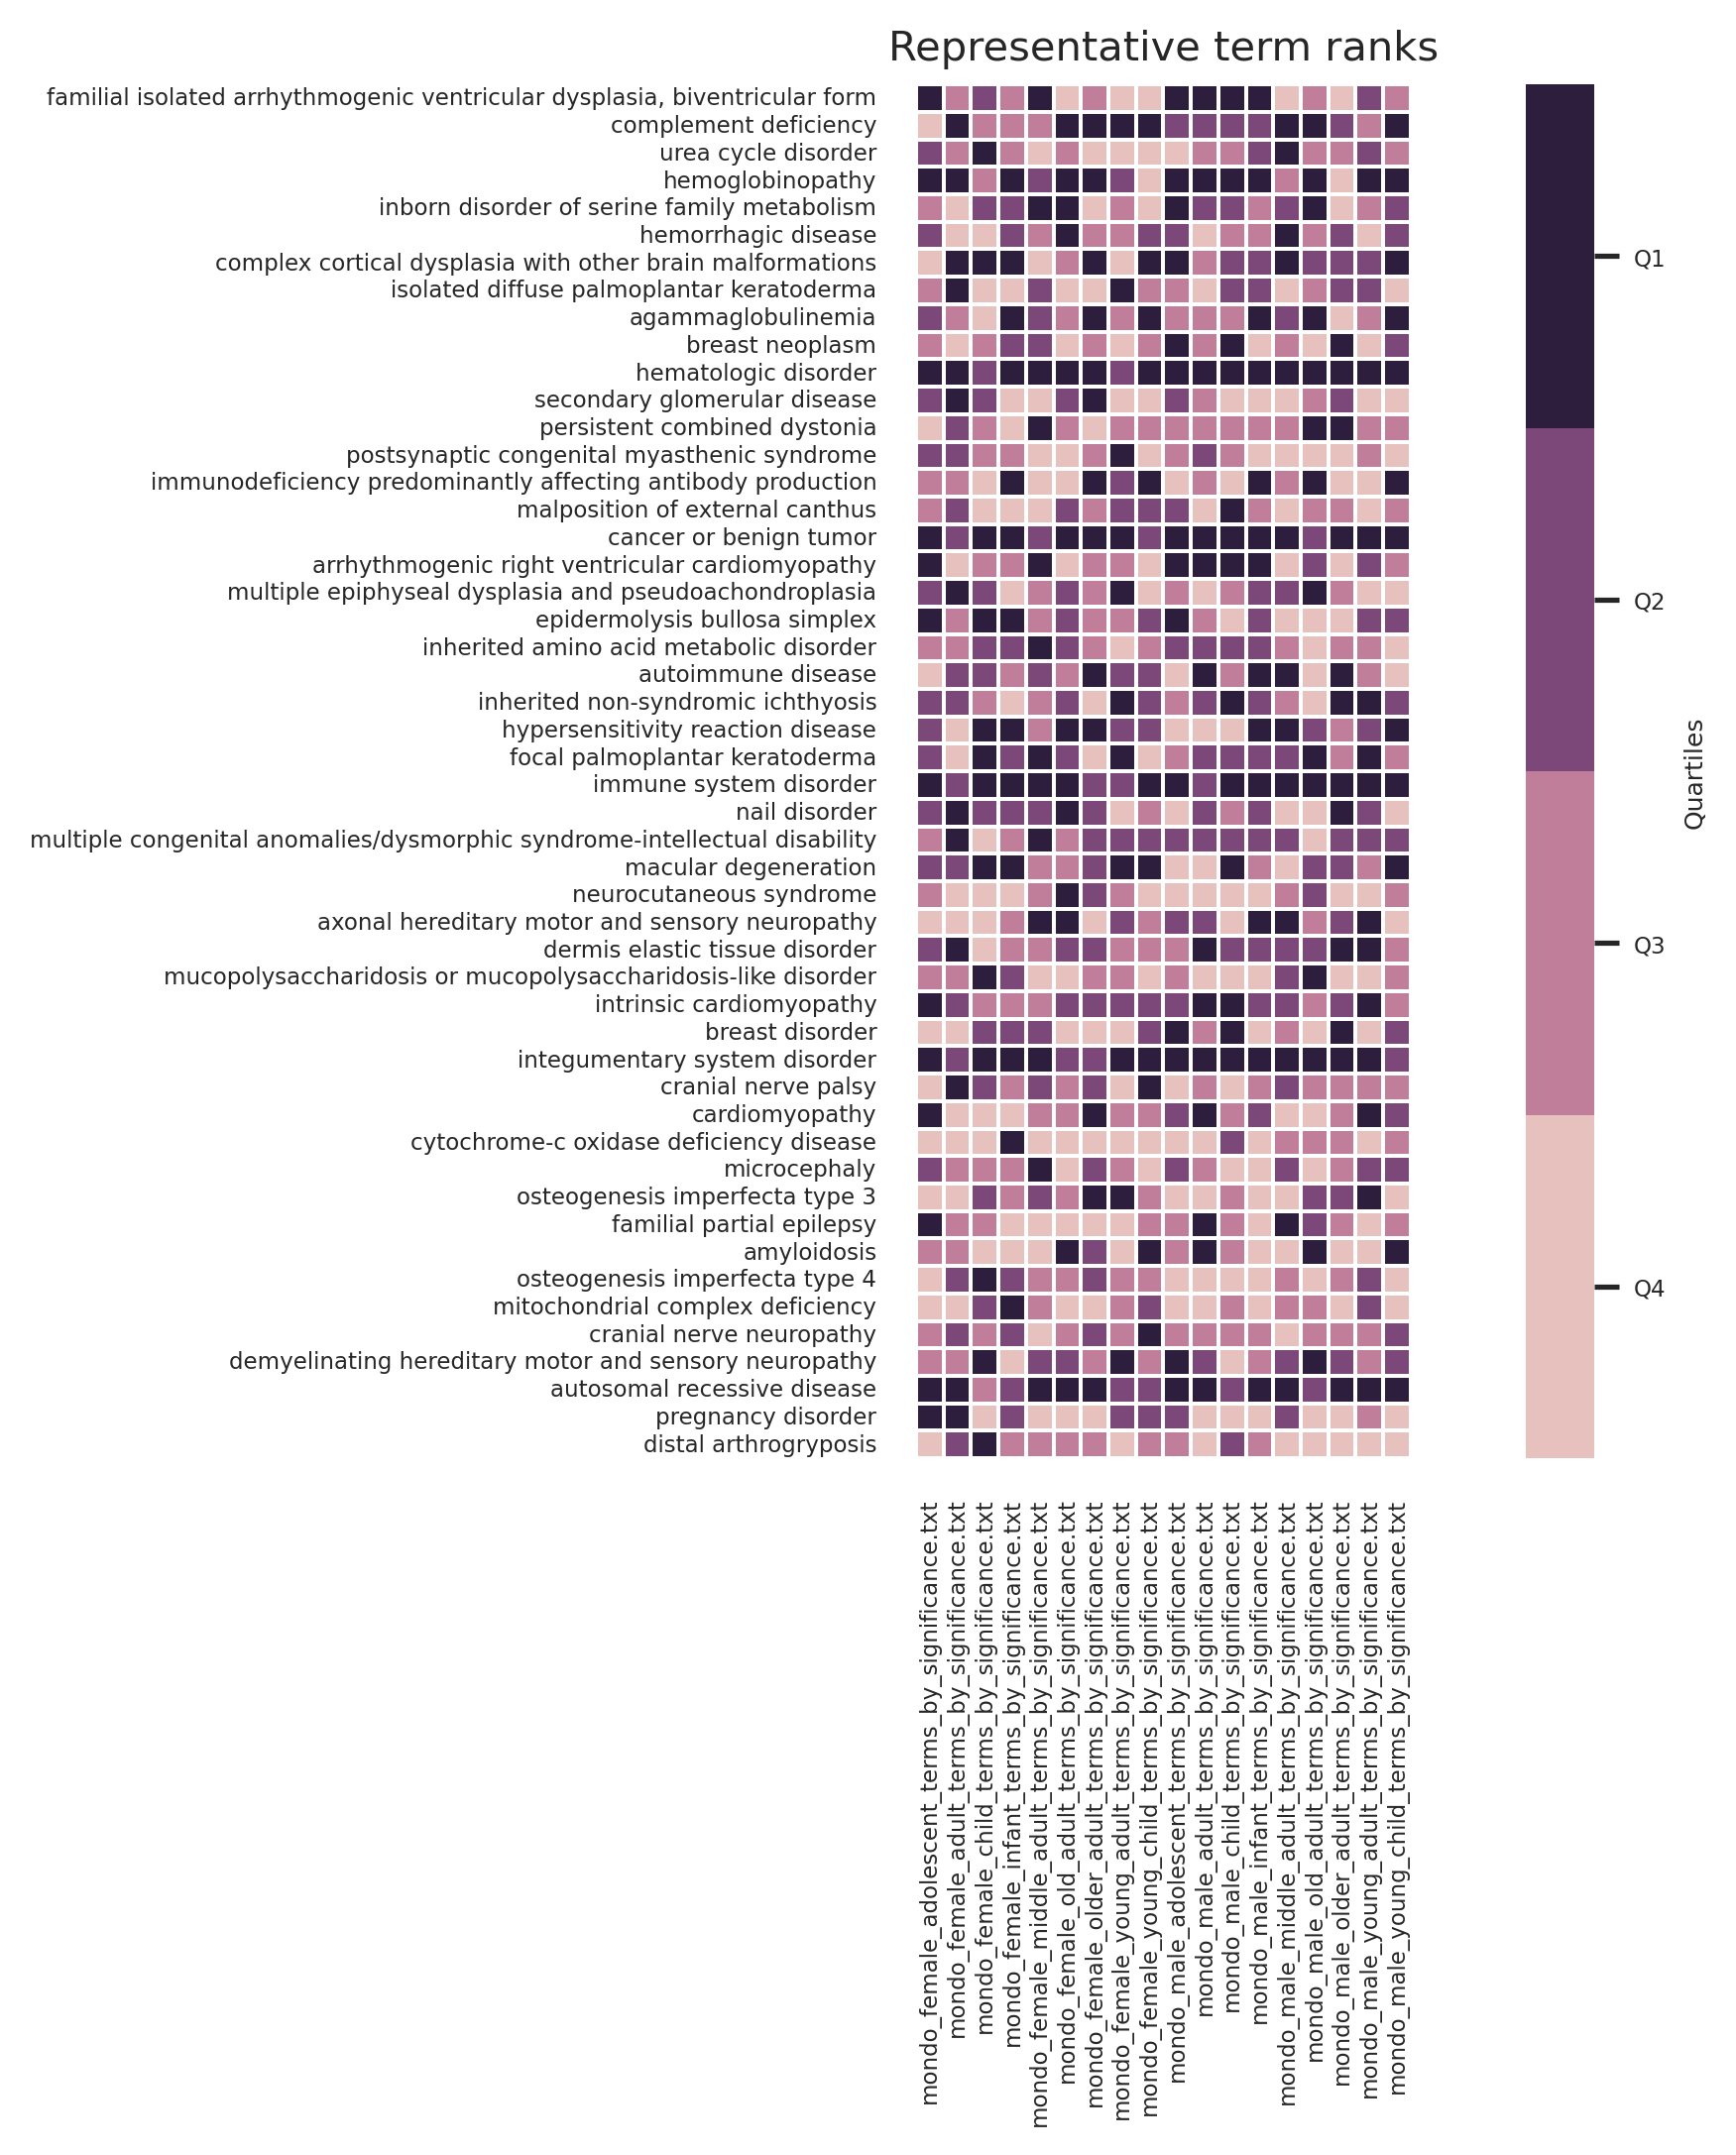 Representative term ranks
familial isolated arrhythmogenic ventricular dysplasia, biventricular form
complement deficiency
urea cycle disorder
hemoglobinopathy
inborn disorder of serine family metabolism
hemorrhagic disease
complex cortical dysplasia with other brain malformations
isolated diffuse palmoplantar keratoderma
agammaglobulinemia
breast neoplasm
hematologic disorder
secondary glomerular disease
persistent combined dystonia
postsynaptic congenital myasthenic syndrome
immunodeficiency predominantly affecting antibody production
malposition of external canthus
cancer or benign tumor
arrhythmogenic right ventricular cardiomyopathy
multiple epiphyseal dysplasia and pseudoachondroplasia
epidermolysis bullosa simplex
inherited amino acid metabolic disorder
autoimmune disease
inherited non-syndromic ichthyosis
hypersensitivity reaction disease
focal palmoplantar keratoderma
immune system disorder
nail disorder
multiple congenital anomalies/dysmorphic syndrome-intellectual disability
macular degeneration
neurocutaneous syndrome
axonal hereditary motor and sensory neuropathy
dermis elastic tissue disorder
mucopolysaccharidosis or mucopolysaccharidosis-like disorder
intrinsic cardiomyopathy
breast disorder
integumentary system disorder
cranial nerve palsy
cardiomyopathy
cytochrome-c oxidase deficiency disease
microcephaly
osteogenesis imperfecta type 3
familial partial epilepsy
amyloidosis
osteogenesis imperfecta type 4
mitochondrial complex deficiency
cranial nerve neuropathy
demyelinating hereditary motor and sensory neuropathy
autosomal recessive disease
pregnancy disorder
distal arthrogryposis
mondo_female_adolescent_terms_by_significance.txt
mondo_female_adult_terms_by_significance.txt
mondo_female_child_terms_by_significance.txt
mondo_female_infant_terms_by_significance.txt
mondo_female_middle_adult_terms_by_significance.txt
mondo_female_old_adult_terms_by_significance.txt
mondo_female_older_adult_terms_by_significance.txt
mondo_female_young_adult_terms_by_significance.txt
mondo_female_young_child_terms_by_significance.txt
mondo_male_adolescent_terms_by_significance.txt
mondo_male_adult_terms_by_significance.txt
mondo_male_child_terms_by_significance.txt
mondo_male_infant_terms_by_significance.txt
mondo_male_middle_adult_terms_by_significance.txt
mondo_male_old_adult_terms_by_significance.txt
mondo_male_older_adult_terms_by_significance.txt
mondo_male_young_adult_terms_by_significance.txt
mondo_male_young_child_terms_by_significance.txt
Q1
Q2
Q3
Q4
Quartiles